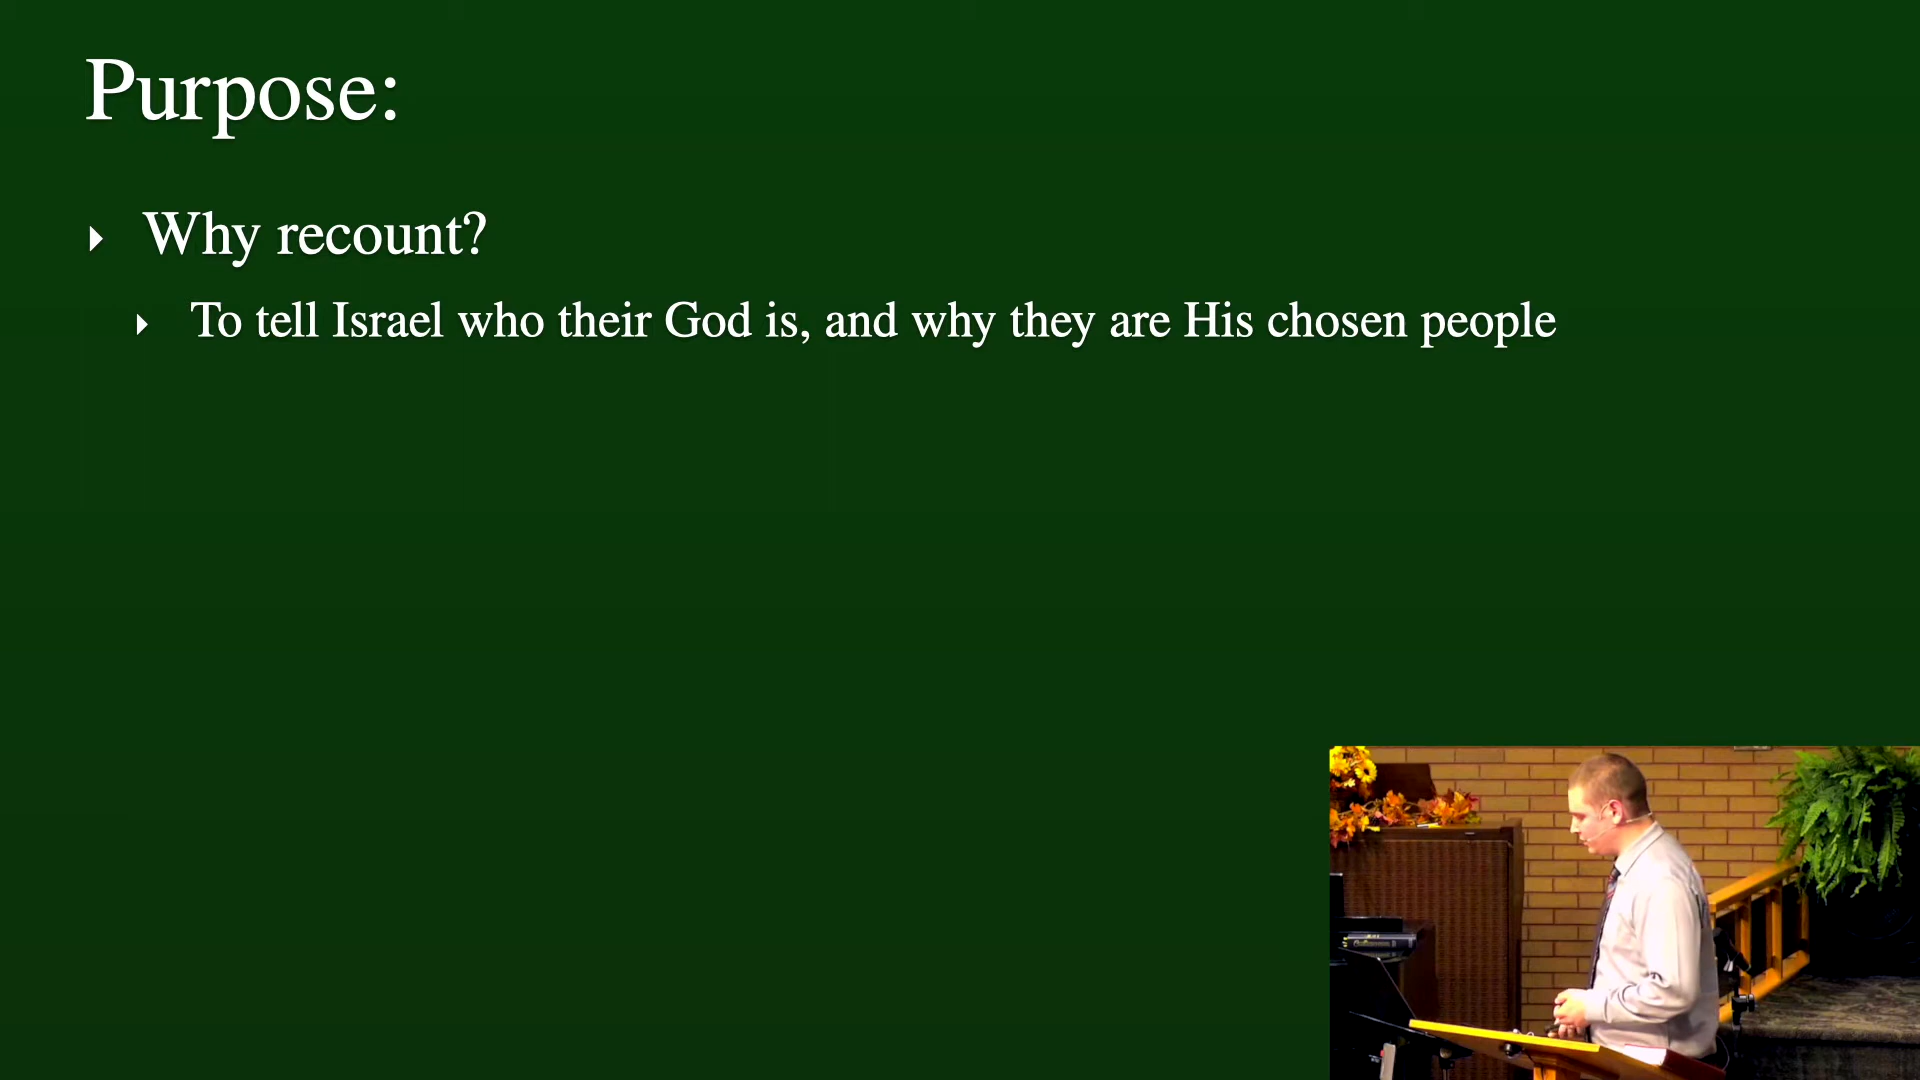 Purpose:
Why recount?
To tell Israel who their God is, and why they are His chosen people